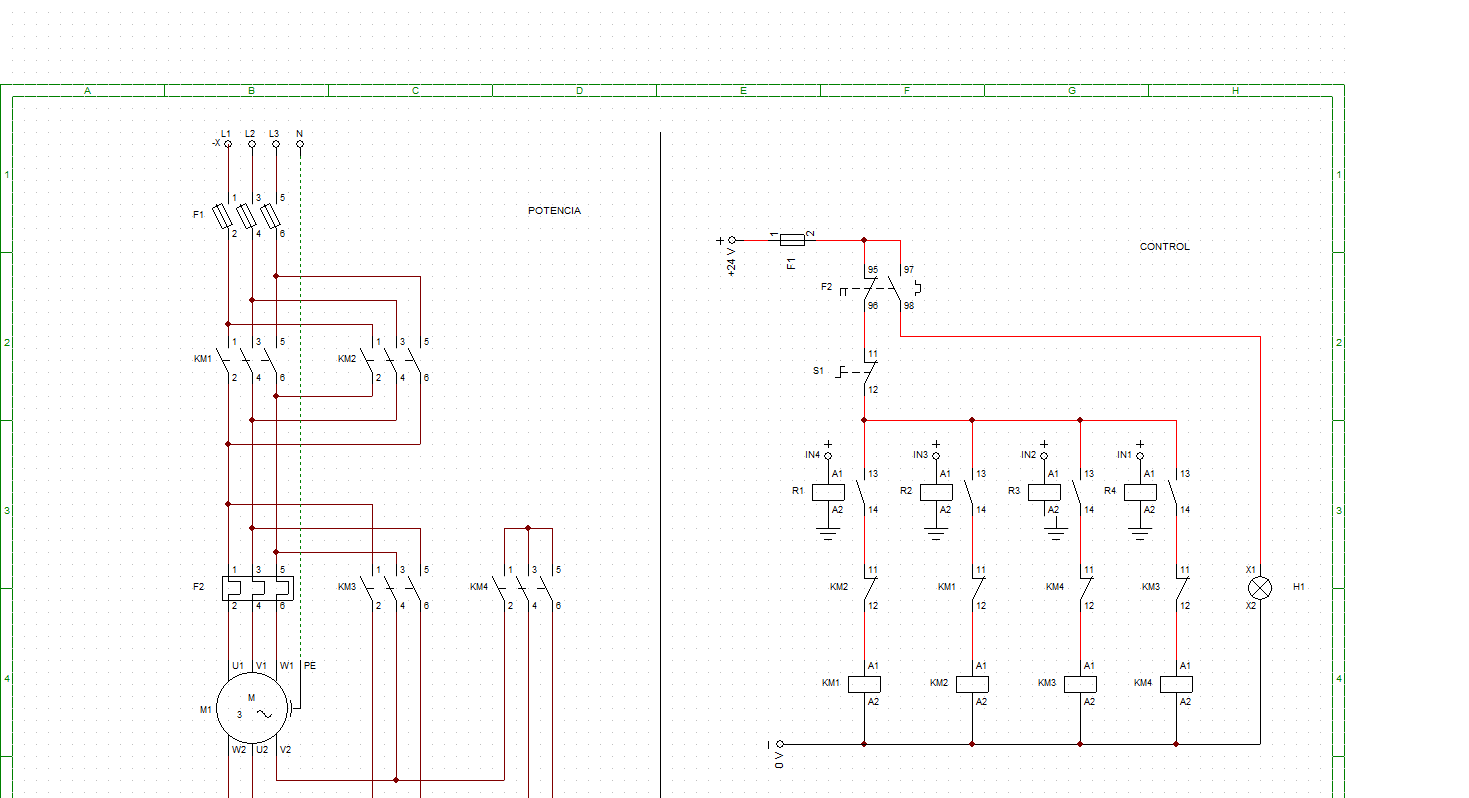 A B C D E F G H
L1 L2 L3 N
-X
1 1
1 3 5
F1
2 4 6
POTENCIA
CONTROL
+ 1 2
+24 V F1
95 97
F2
96 98
2 2
1 3 5 1 3 5
KM1 KM2
2 4 6 2 4 6
11
S1
12
+ + + +
IN4 IN3 IN2 IN1
A1 13 A1 13 A1 13 A1 13
R1 R2 R3 R4
A2 14 A2 14 A2 14 A2 14
3 3
1 3 5 1 3 5 1 3 5
F2 KM3 KM4
2 4 6 2 4 6 2 4 6
11 11 11 11 X1
KM2 KM1 KM4 KM3 H1
12 12 12 12 X2
U1 V1 W1 PE
A1 A1 A1 A1
4 4
KM1 KM2 KM3 KM4
A2 A2 A2 A2
M
M1 3
W2 U2 V2
0 V